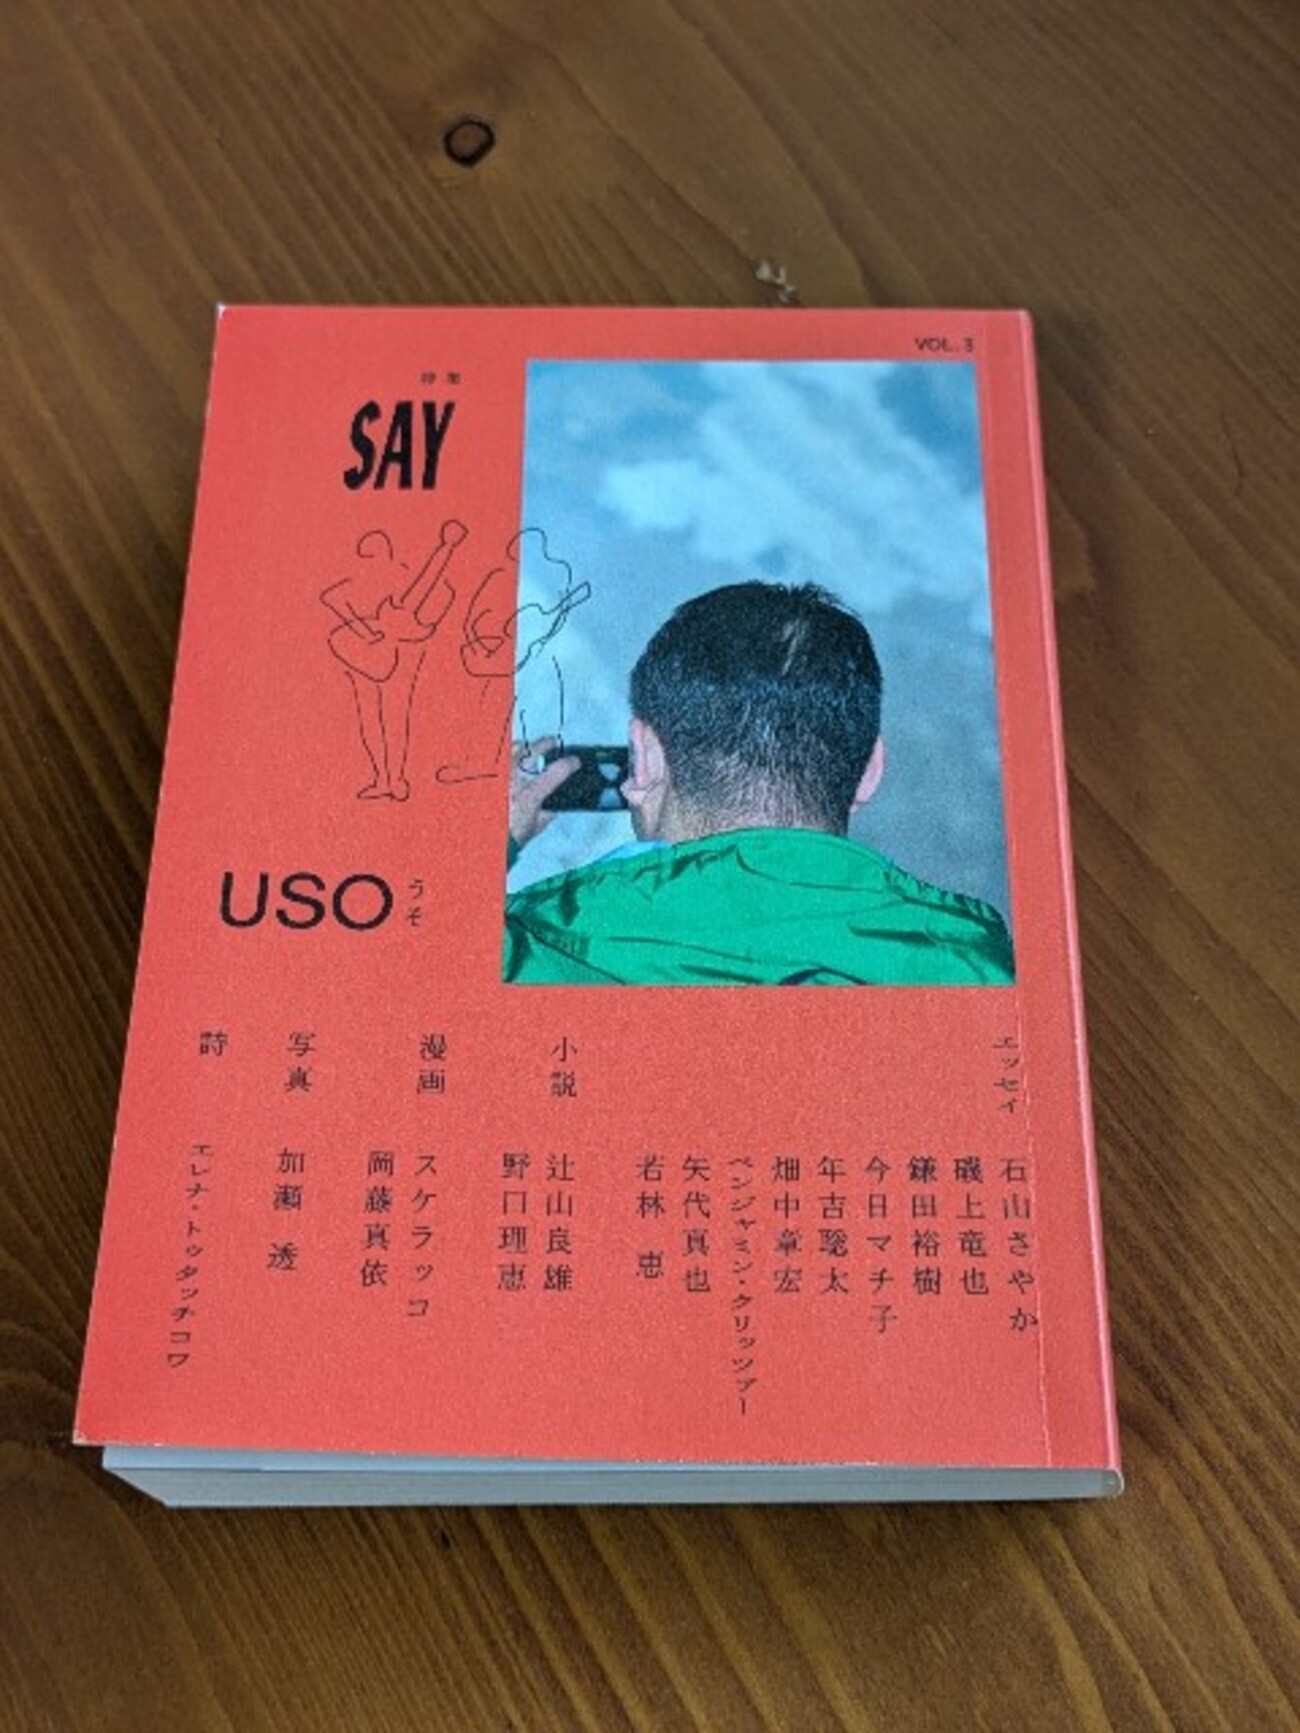 VOL. 3
特集
SAY
USO
うそ
エッセイ
石山さやか
磯上竜也
鎌田裕樹
今日マチ子
年吉聡太
畑中章宏
ベンジャミン・クリッツァー
矢代真也
若林 恵
小説
辻山良雄
野口理恵
漫画
スケラッコ
岡藤真依
写真
加瀬 透
詩
エレナ・トゥタッチコワ